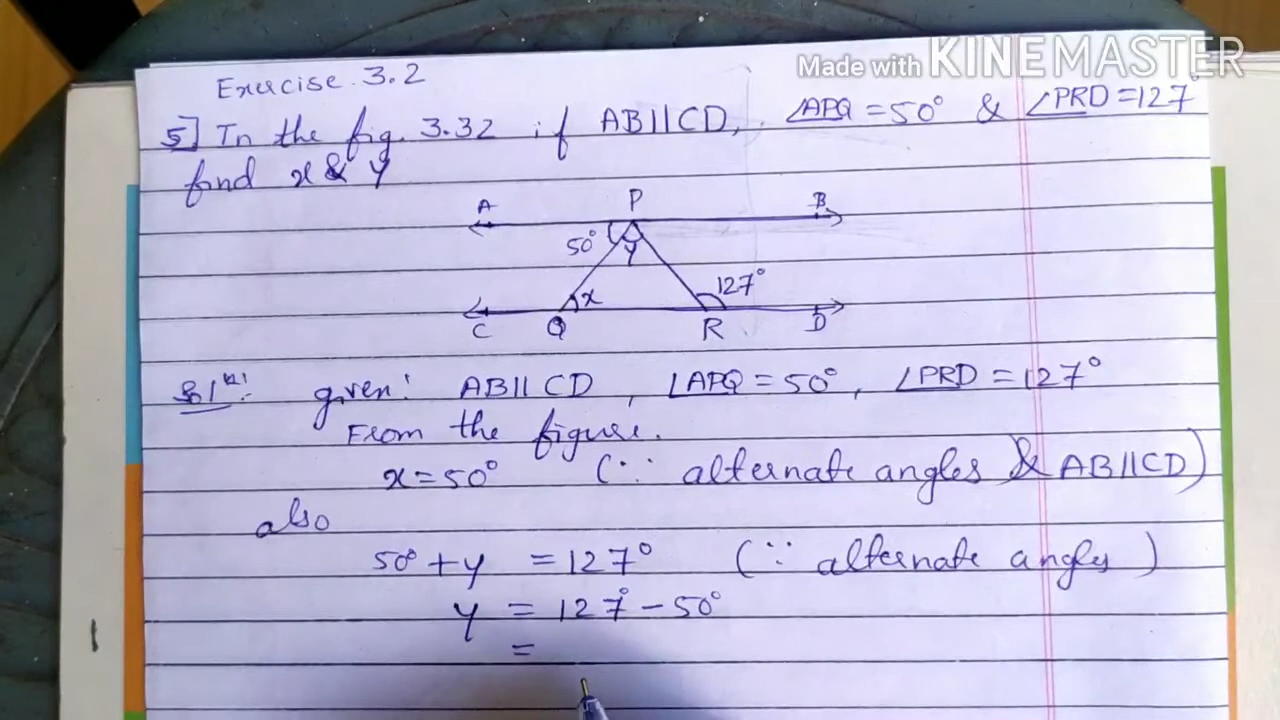 Made with KINEMASTER
Exercise 3.2
5] In the fig. 3.32 if AB||CD, ∠APQ = 50° & ∠PRD = 127°
find x & y
A P B
50° y
x 127°
C Q R D
Solⁿ: given: AB||CD, ∠APQ = 50°, ∠PRD = 127°
From the figure.
x = 50° (∵ alternate angles & AB||CD)
also
50° + y = 127° (∵ alternate angles)
y = 127° - 50°
=